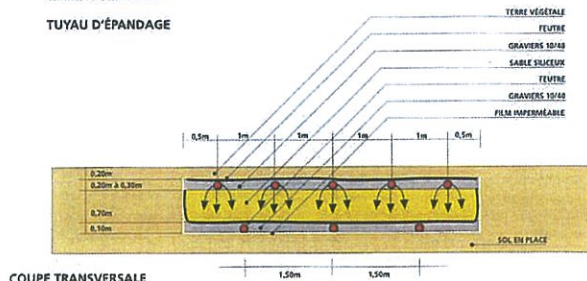 TUYAU D'ÉPANDAGE
TERRE VÉGÉTALE
FEUTRE
GRAVIERS 10/40
SABLE SILICEUX
FEUTRE
GRAVIERS 10/40
FILM IMPERMÉABLE
0,5m 1m 1m 1m 1m 0,5m
0,20m
0,20m à 0,30m
0,70m
0,10m
SOL EN PLACE
1,50m 1,50m
COUPE TRANSVERSALE